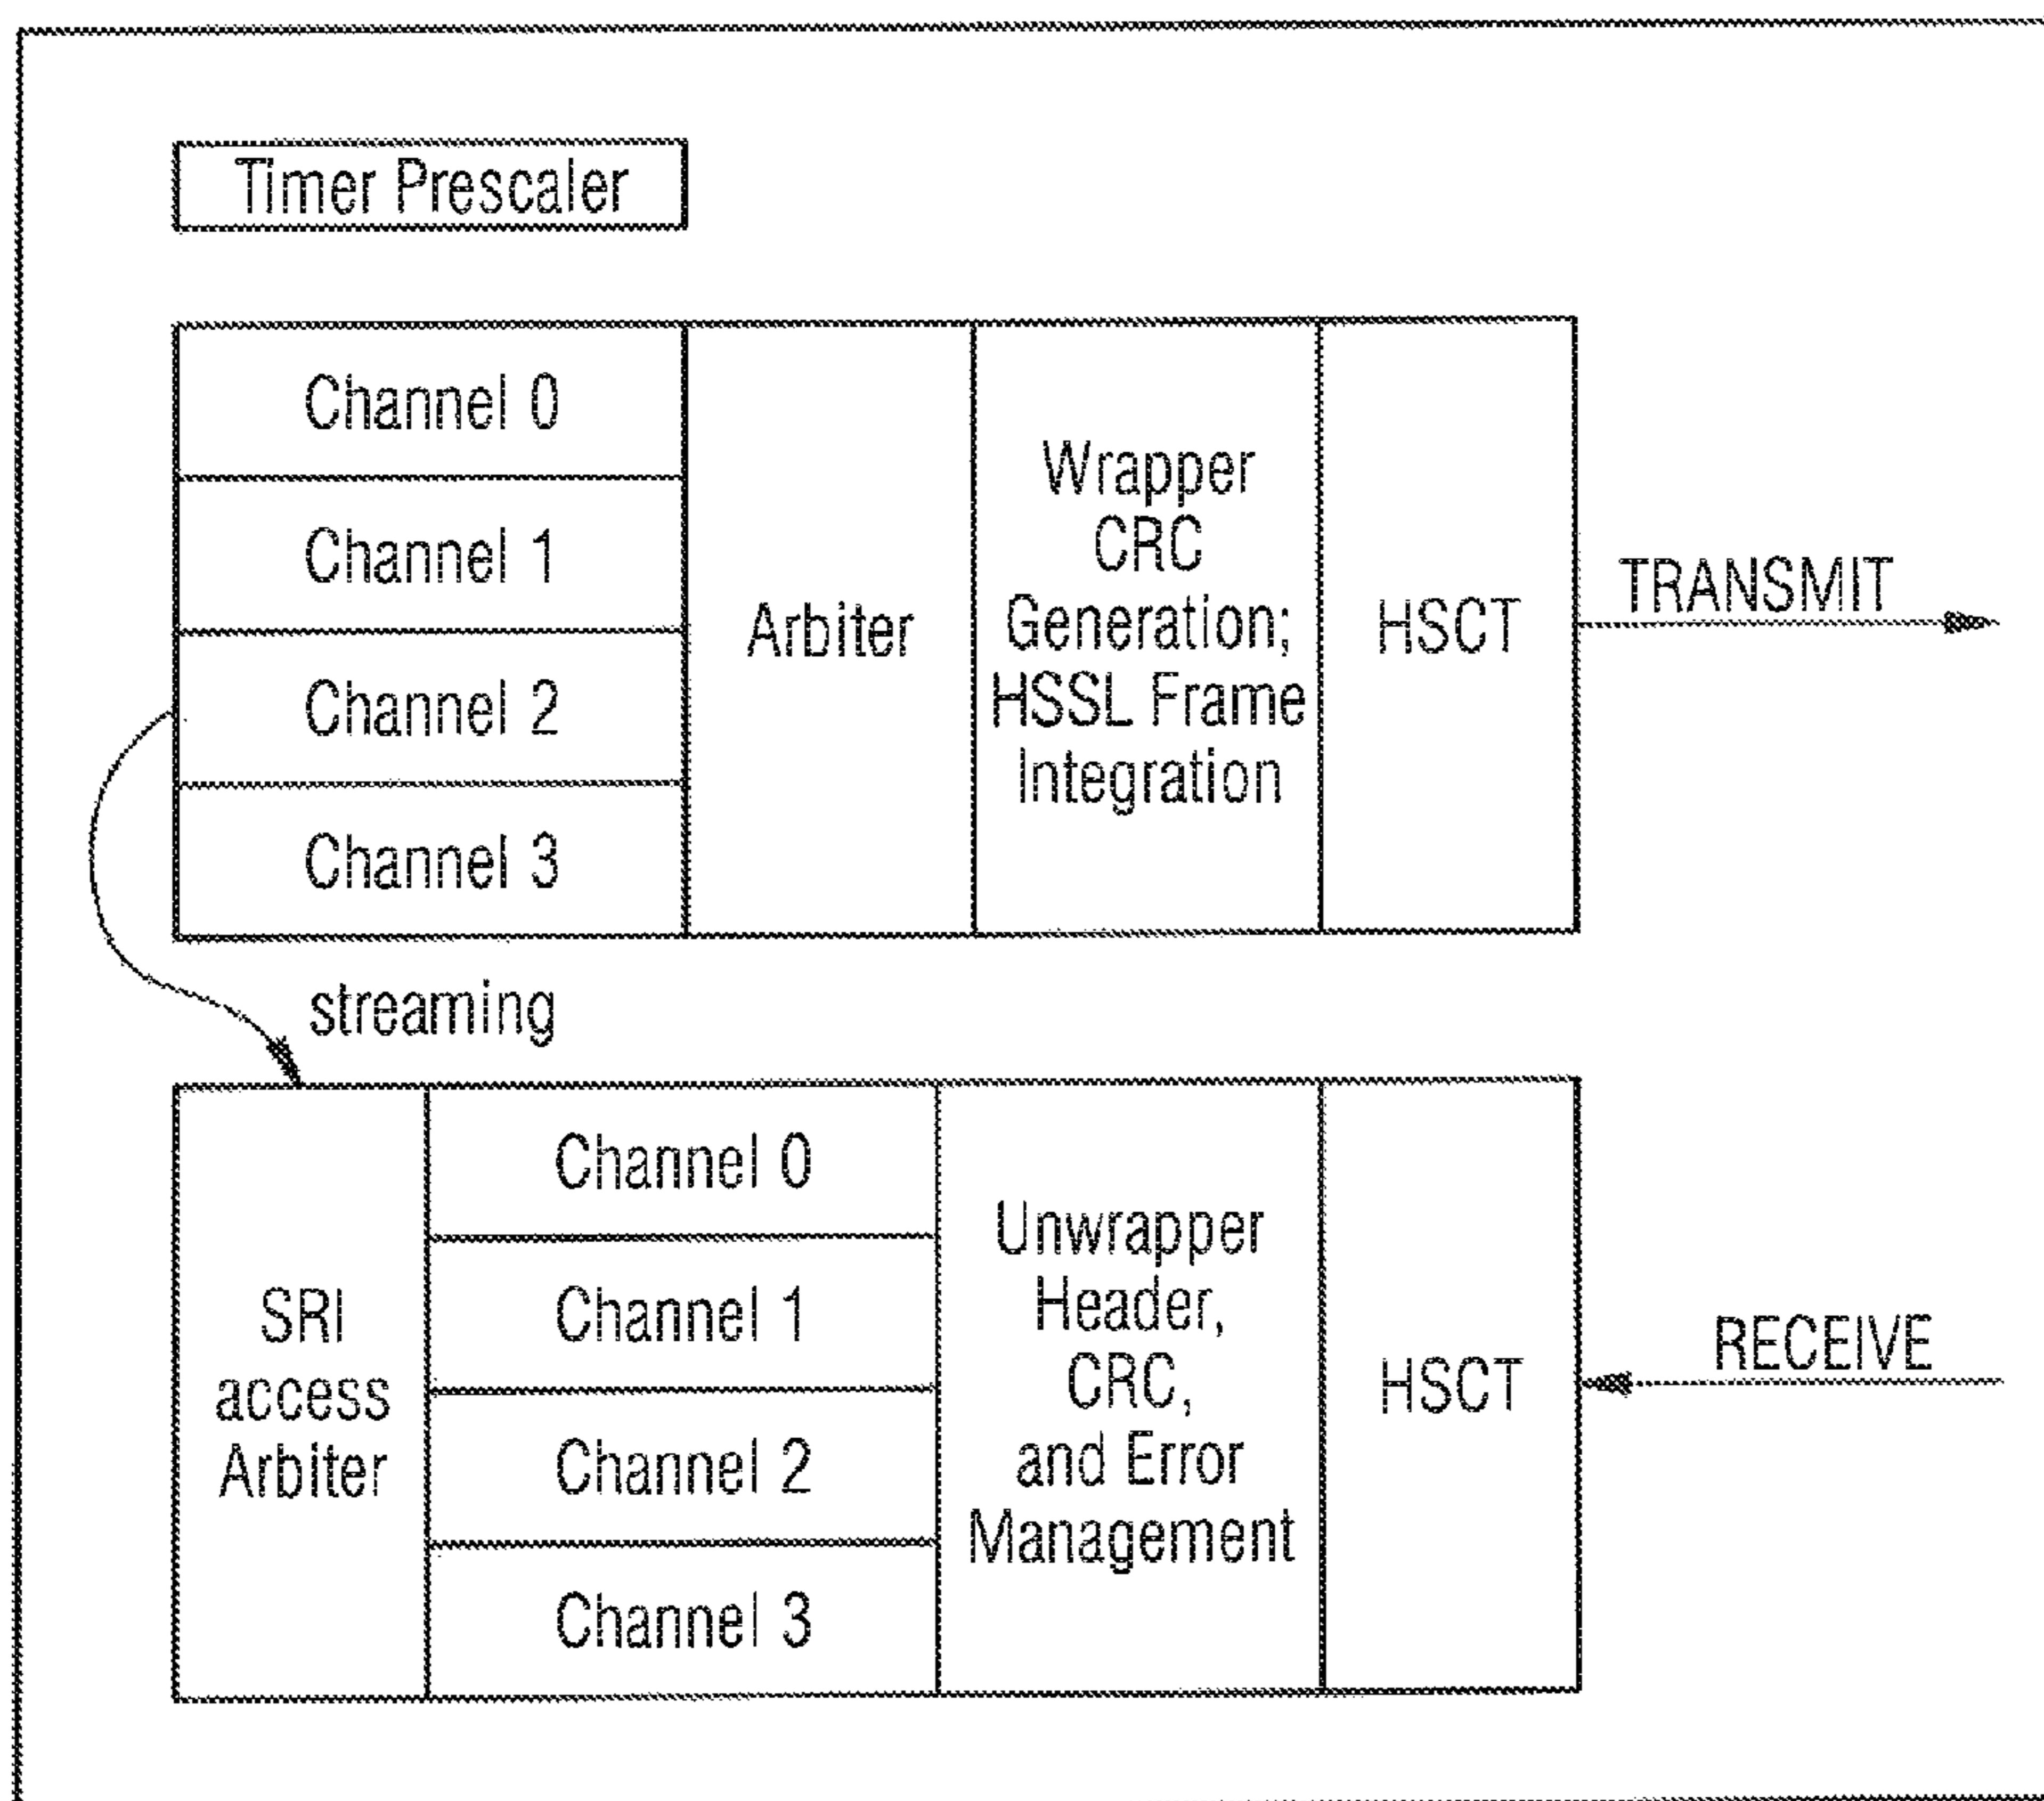 Timer Prescaler
Channel 0
Channel 1
Channel 2
Channel 3
Arbiter
Wrapper
CRC
Generation;
HSSL Frame
Integration
HSCT
TRANSMIT
streaming
SRI
access
Arbiter
Channel 0
Channel 1
Channel 2
Channel 3
Unwrapper
Header,
CRC,
and Error
Management
HSCT
RECEIVE